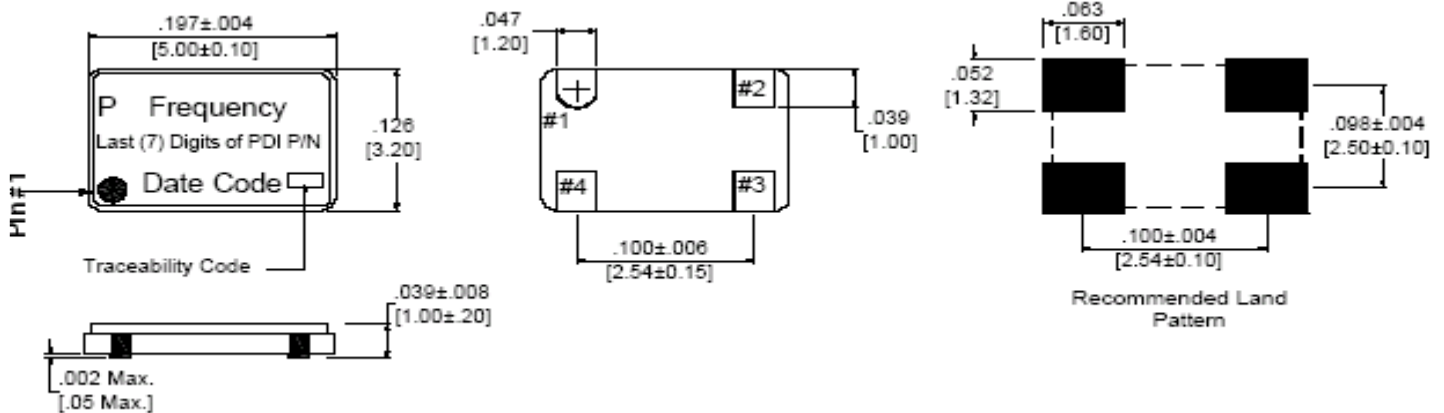 .197±.004
[5.00±0.10]
P Frequency
Last (7) Digits of PDI P/N
Date Code
.126
[3.20]
Pin#1
Traceability Code
.039±.008
[1.00±.20]
.002 Max.
[.05 Max.]
.047
[1.20]
#1
#2
#3
#4
.039
[1.00]
.100±.006
[2.54±0.15]
.063
[1.60]
.052
[1.32]
.098±.004
[2.50±0.10]
.100±.004
[2.54±0.10]
Recommended Land
Pattern